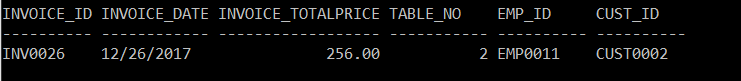 INVOICE_ID INVOICE_DATE INVOICE_TOTALPRICE TABLE_NO EMP_ID CUST_ID
---------- ------------ ------------------ ----------- ---------- ----------
INV0026 12/26/2017 256.00 2 EMP0011 CUST0002